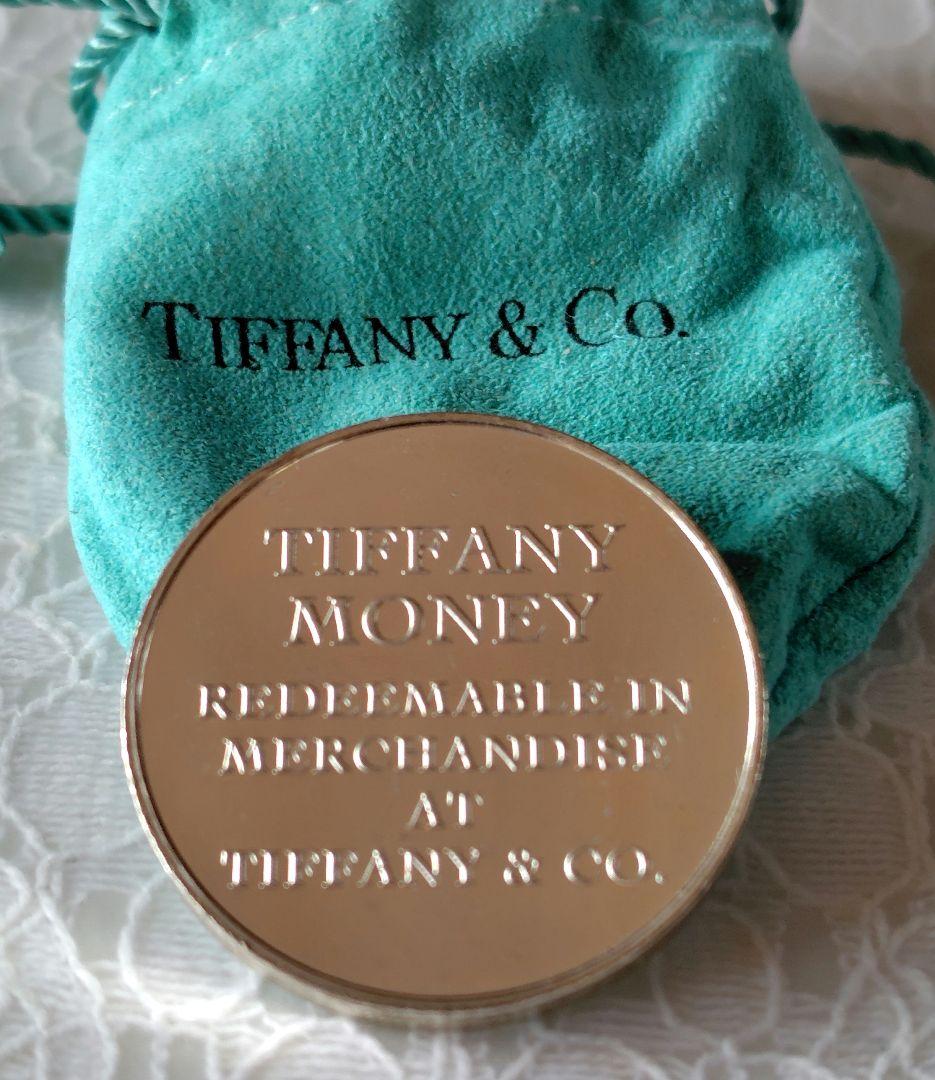 TIFFANY & CO.
TIFFANY
MONEY
REDEEMABLE IN
MERCHANDISE
AT
TIFFANY & CO.